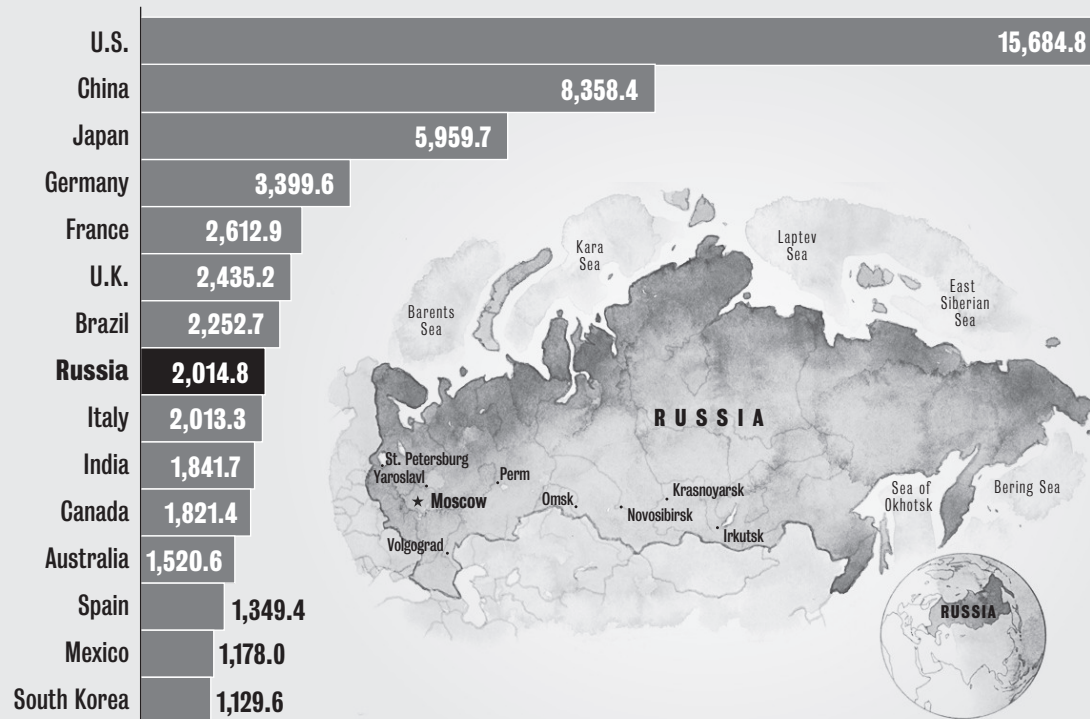 U.S. 15,684.8
China 8,358.4
Japan 5,959.7
Germany 3,399.6
France 2,612.9
U.K. 2,435.2
Brazil 2,252.7
Russia 2,014.8
Italy 2,013.3
India 1,841.7
Canada 1,821.4
Australia 1,520.6
Spain 1,349.4
Mexico 1,178.0
South Korea 1,129.6
Barents
Sea
Kara
Sea
Laptev
Sea
East
Siberian
Sea
RUSSIA
St. Petersburg
Yaroslavl
Moscow
Volgograd
Perm
Omsk
Novosibirsk
Krasnoyarsk
Irkutsk
Sea of
Okhotsk
Bering Sea
RUSSIA